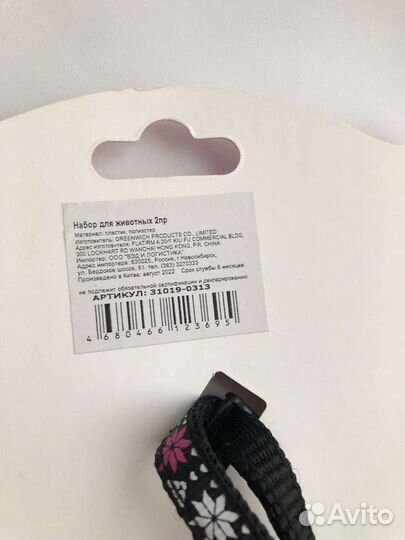 Набор для животных 2пр
Материал: пластик, полиэстер
Изготовитель: GREENWICH PRODUCTS CO., LIMITED
Адрес изготовителя: FLAT/RM A 20/F KIU FU COMMERCIAL BLDG,
300 LOCKHART RD WANCHAI HONG KONG, P.R. CHINA
Импортер: ООО "ВЭД И ЛОГИСТИКА"
Адрес импортера: 630025, Россия, г.Новосибирск,
ул. Бердское шоссе, 61, тел. (383) 3270333
Произведено в Китае: август 2022 Срок службы 6 месяцев
не подлежит обязательной сертификации и декларированию
АРТИКУЛ: 31019-0313
4 680466 123695
Avito